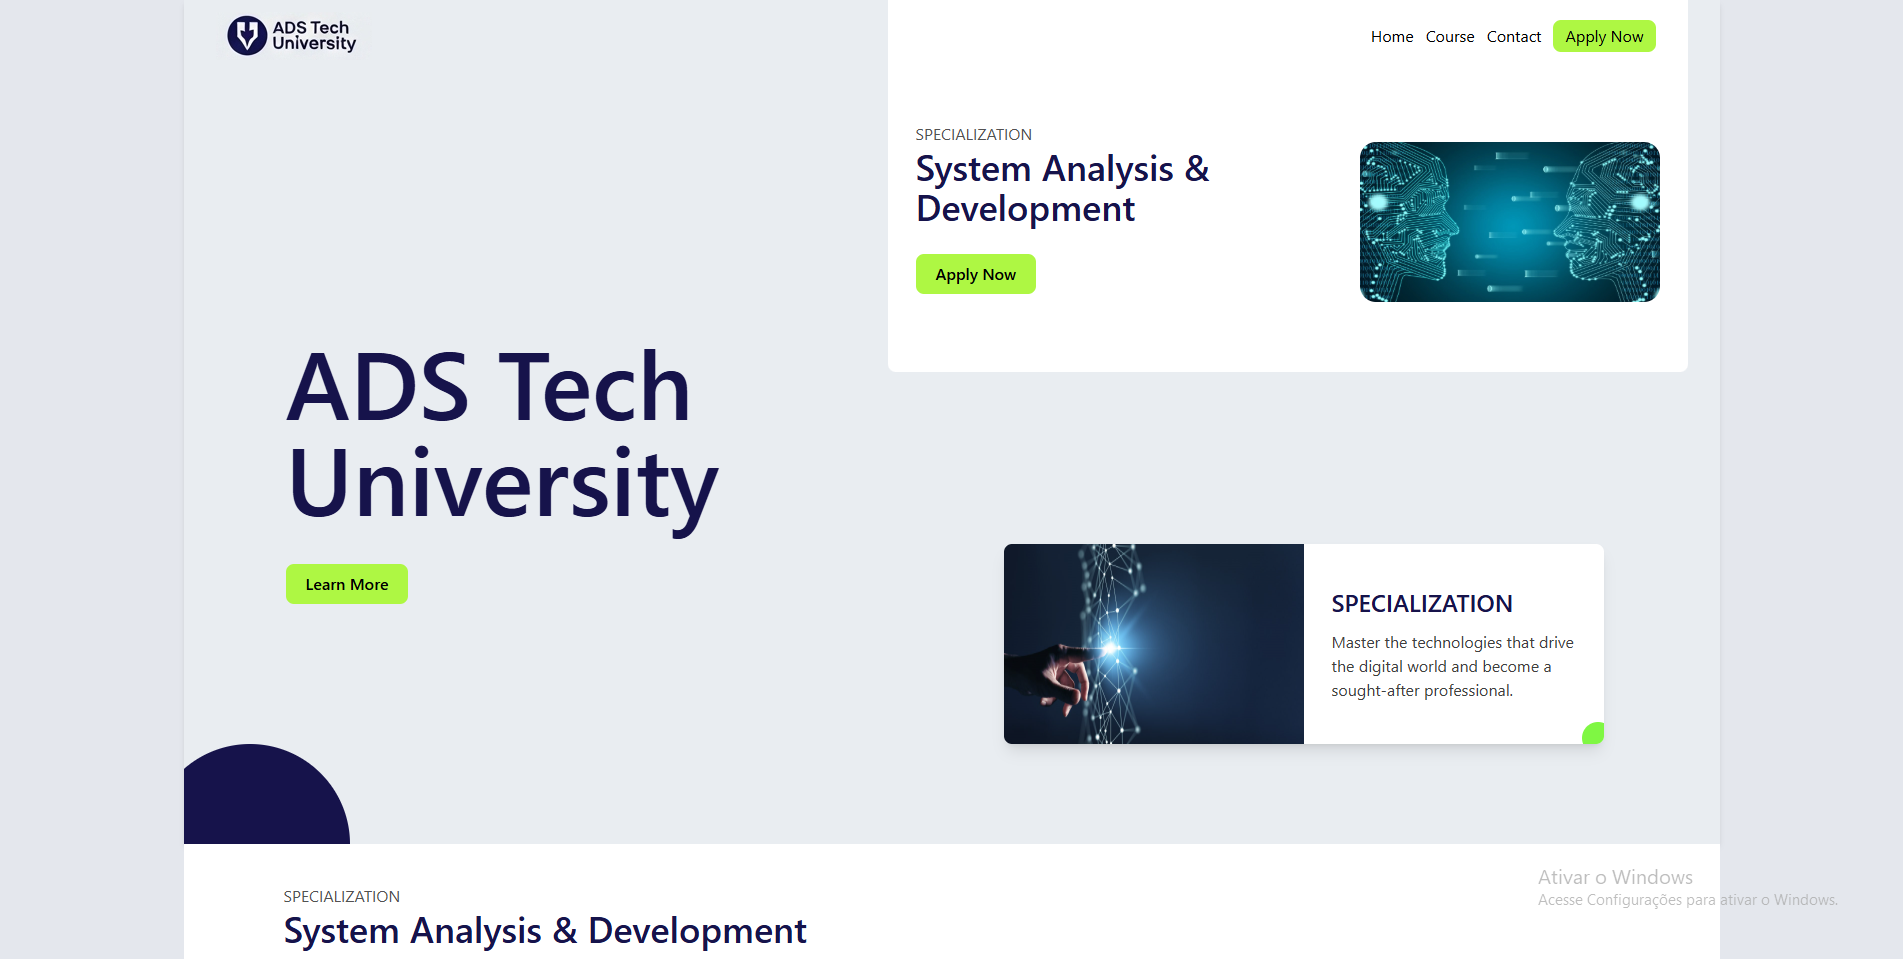 ADS Tech
University
Home Course Contact Apply Now
SPECIALIZATION
System Analysis &
Development
Apply Now
ADS Tech
University
Learn More
SPECIALIZATION
Master the technologies that drive
the digital world and become a
sought-after professional.
SPECIALIZATION
System Analysis & Development
Ativar o Windows
Acesse Configurações para ativar o Windows.